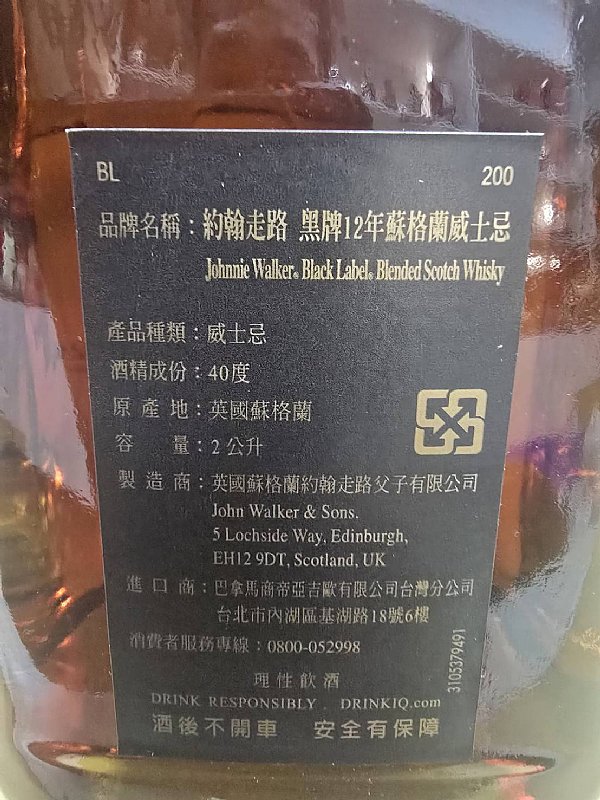 BL 200
品牌名稱：約翰走路 黑牌12年蘇格蘭威士忌
Johnnie Walker® Black Label® Blended Scotch Whisky
產品種類：威士忌
酒精成份：40度
原產地：英國蘇格蘭
容量：2公升
製造商：英國蘇格蘭約翰走路父子有限公司
John Walker & Sons.
5 Lochside Way, Edinburgh,
EH12 9DT, Scotland, UK
進口商：巴拿馬商帝亞吉歐有限公司台灣分公司
台北市內湖區基湖路18號6樓
消費者服務專線：0800-052998
3105379491
理性飲酒
DRINK RESPONSIBLY . DRINKIQ.com
酒後不開車 安全有保障